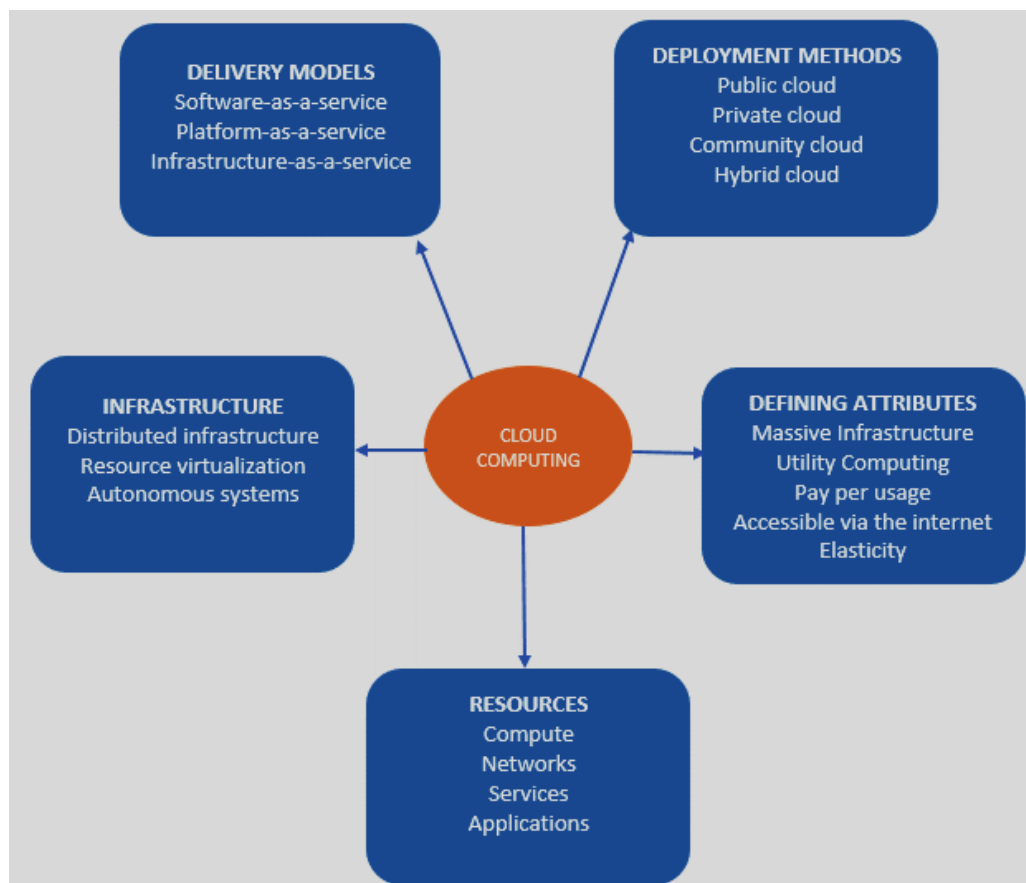 DELIVERY MODELS
Software-as-a-service
Platform-as-a-service
Infrastructure-as-a-service
DEPLOYMENT METHODS
Public cloud
Private cloud
Community cloud
Hybrid cloud
INFRASTRUCTURE
Distributed infrastructure
Resource virtualization
Autonomous systems
CLOUD
COMPUTING
DEFINING ATTRIBUTES
Massive Infrastructure
Utility Computing
Pay per usage
Accessible via the internet
Elasticity
RESOURCES
Compute
Networks
Services
Applications